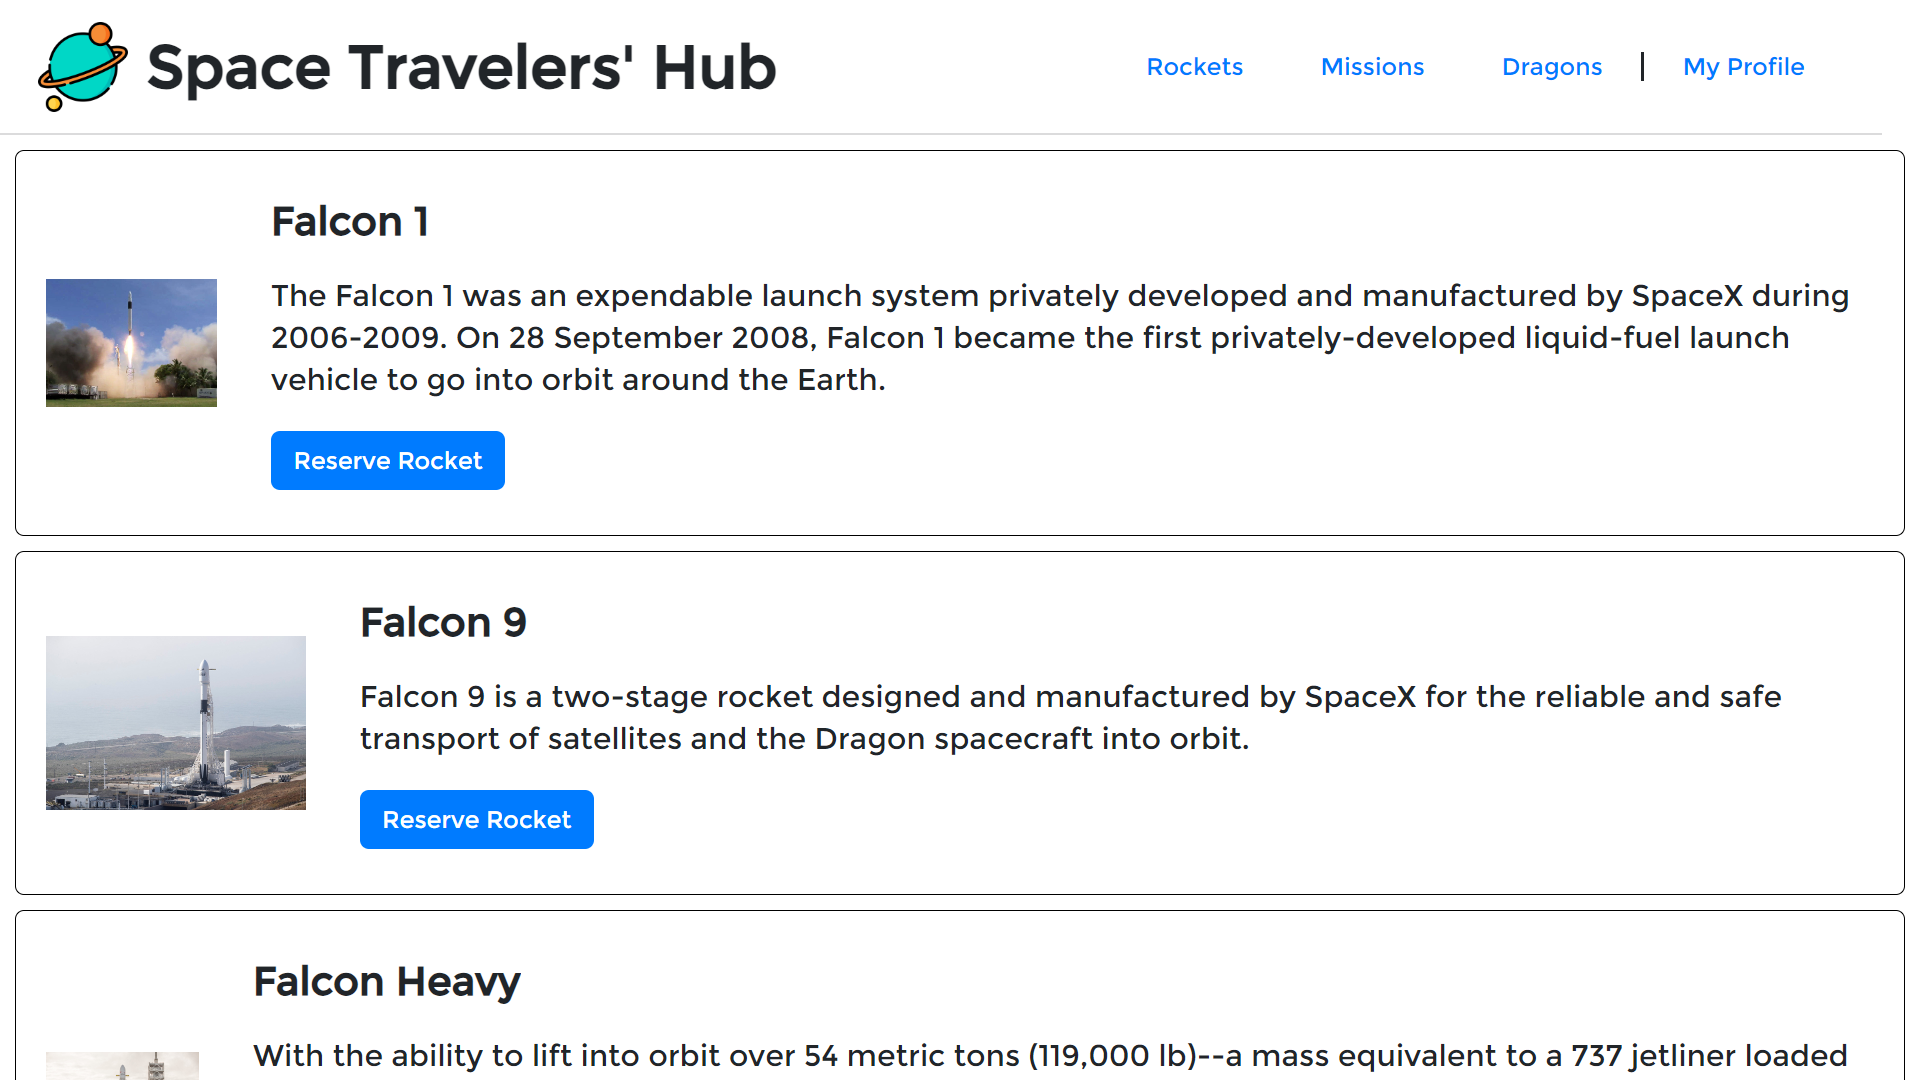 Space Travelers' Hub
Rockets
Missions
Dragons
My Profile
Falcon 1
The Falcon 1 was an expendable launch system privately developed and manufactured by SpaceX during
2006-2009. On 28 September 2008, Falcon 1 became the first privately-developed liquid-fuel launch
vehicle to go into orbit around the Earth.
Reserve Rocket
Falcon 9
Falcon 9 is a two-stage rocket designed and manufactured by SpaceX for the reliable and safe
transport of satellites and the Dragon spacecraft into orbit.
Reserve Rocket
Falcon Heavy
With the ability to lift into orbit over 54 metric tons (119,000 lb)--a mass equivalent to a 737 jetliner loaded